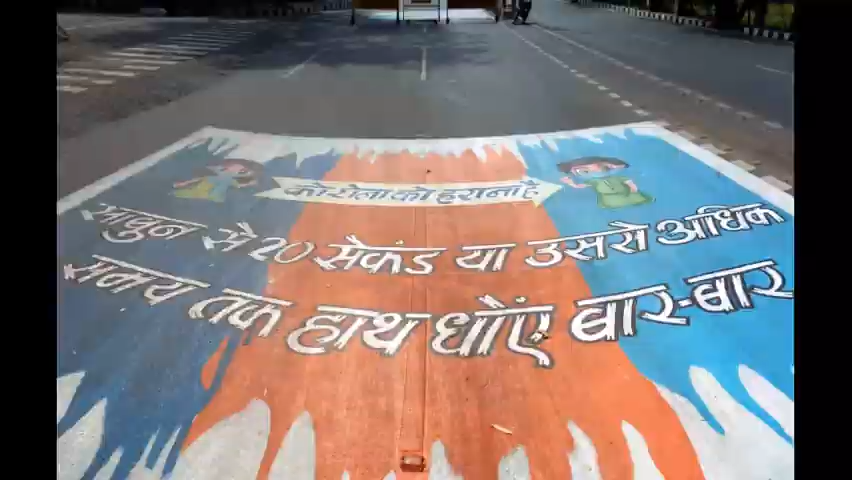 कोरोना को हराना है
साबुन से 20 सैकंड या उससे अधिक
समय तक हाथ धौएं बार-बार